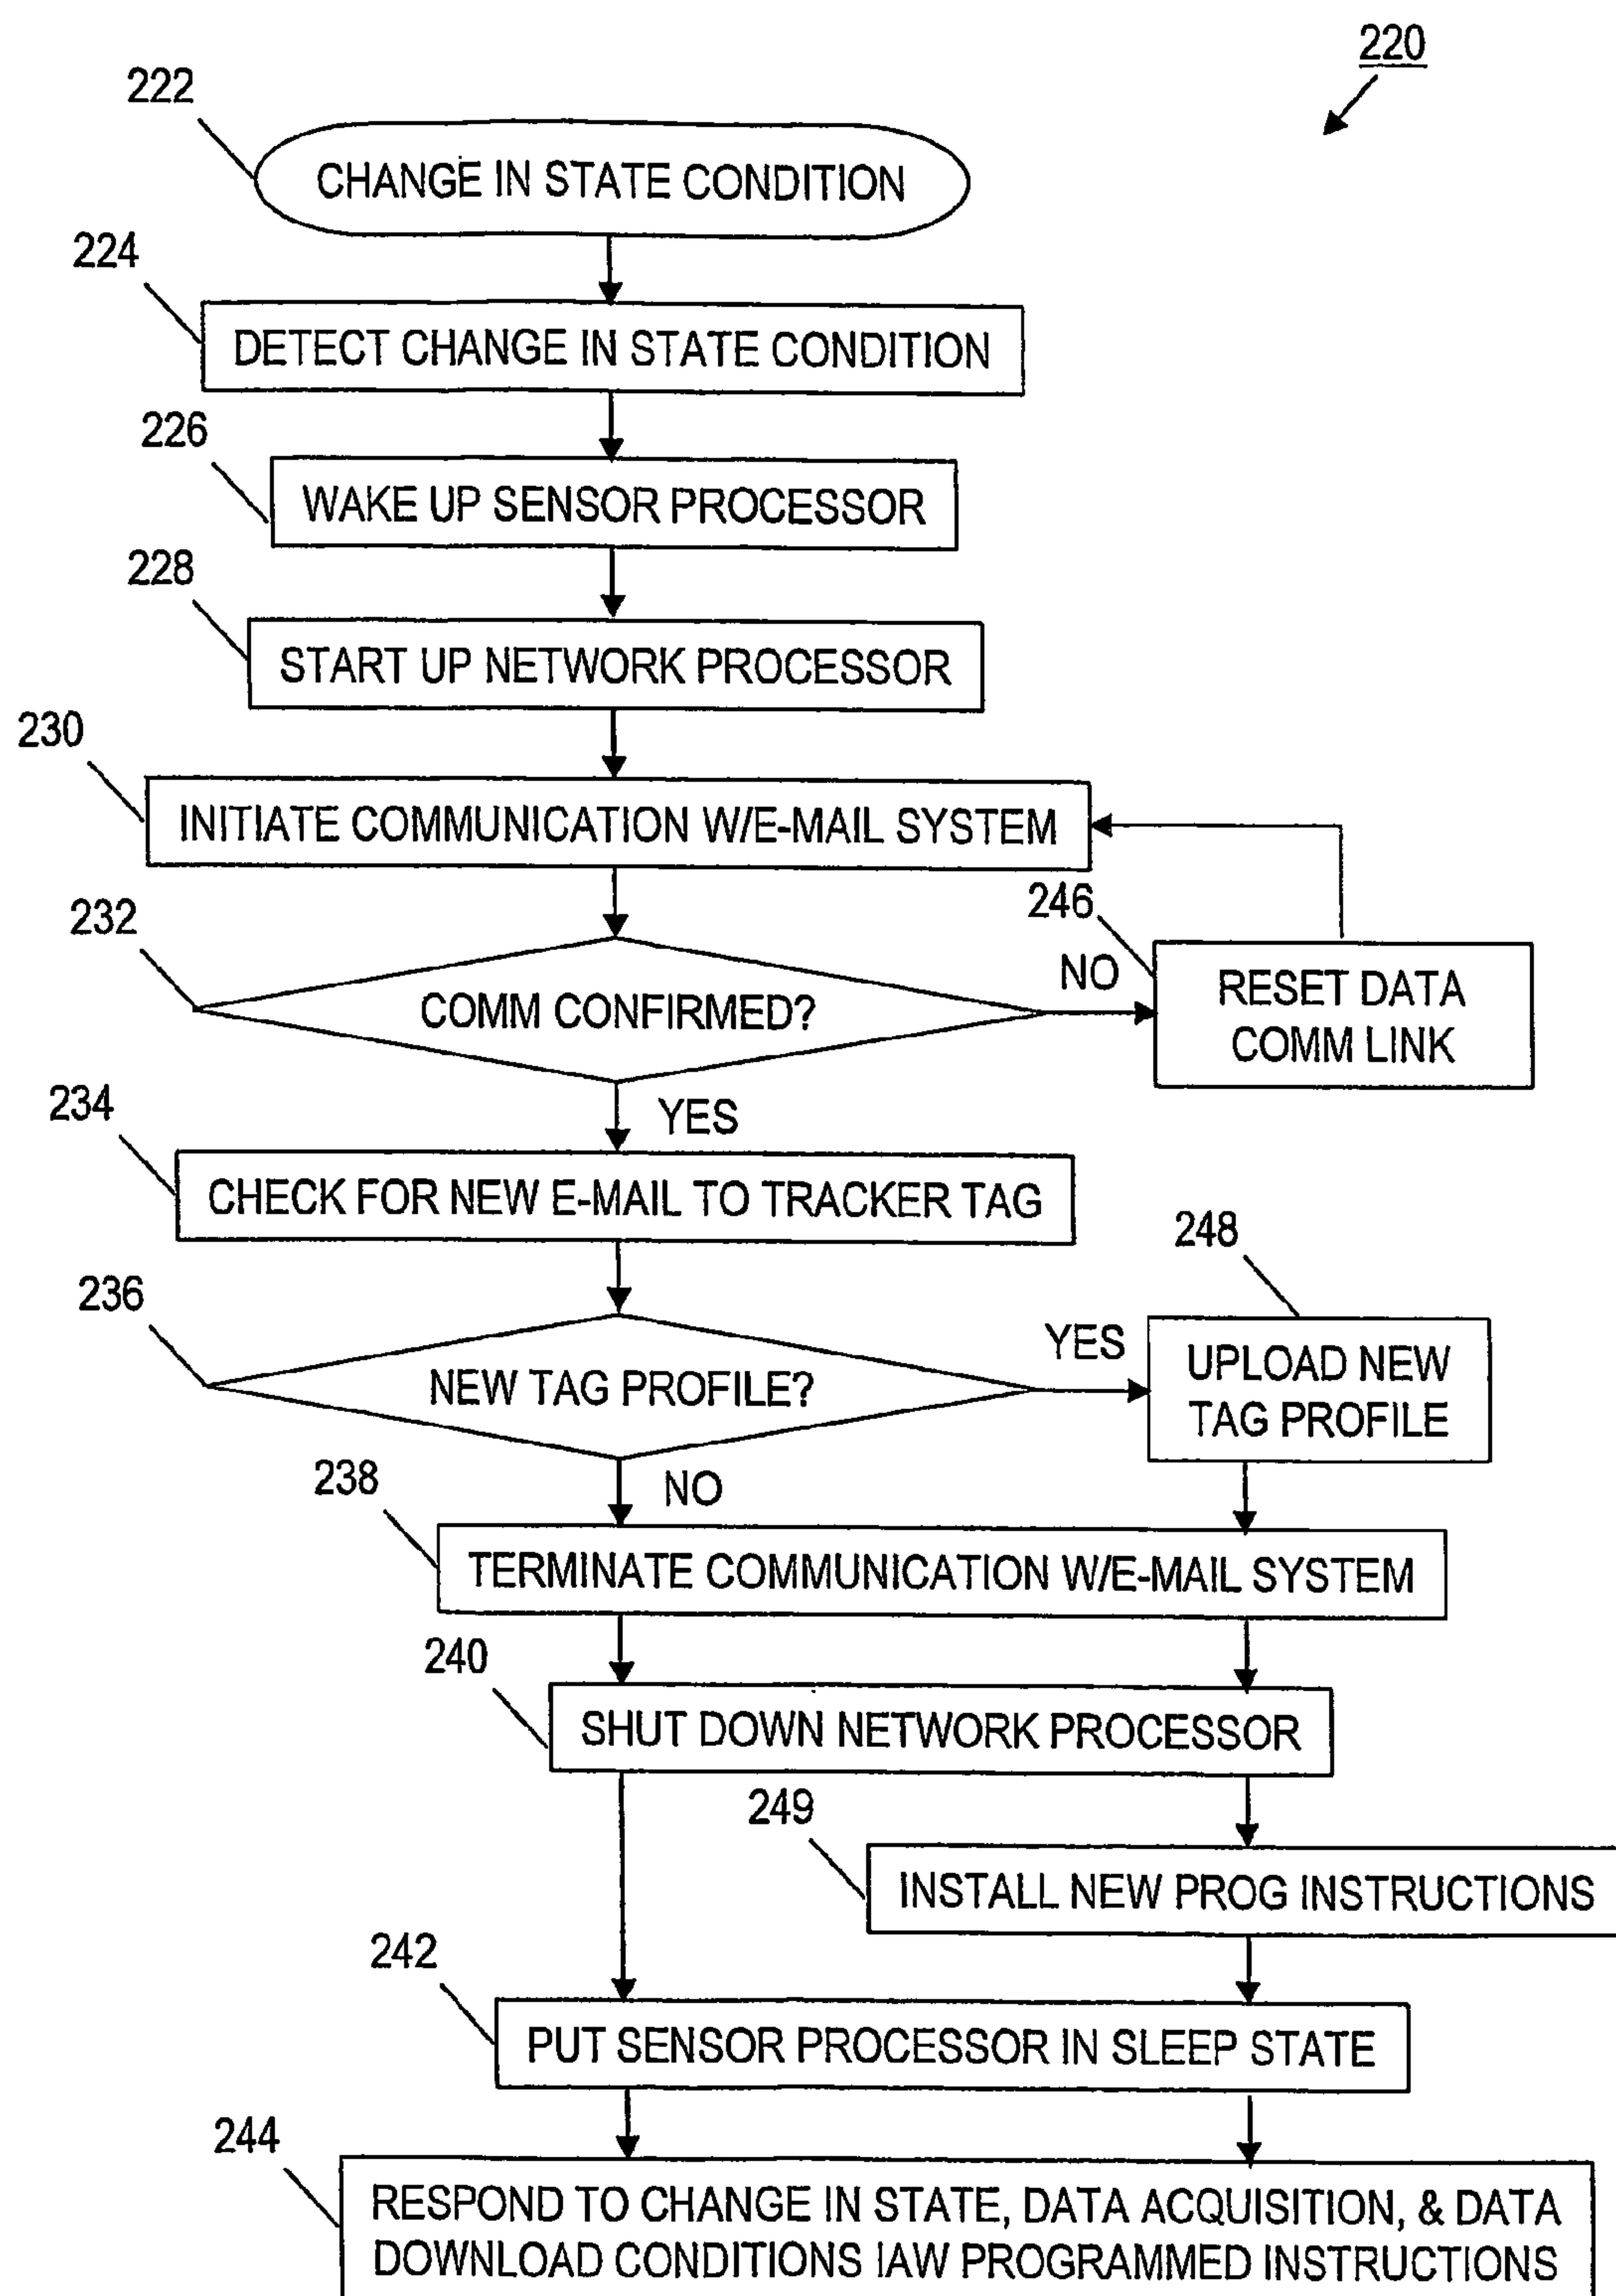 220
222
CHANGE IN STATE CONDITION
224
DETECT CHANGE IN STATE CONDITION
226
WAKE UP SENSOR PROCESSOR
228
START UP NETWORK PROCESSOR
230
INITIATE COMMUNICATION W/E-MAIL SYSTEM
232
COMM CONFIRMED?
NO
246
RESET DATA
COMM LINK
YES
234
CHECK FOR NEW E-MAIL TO TRACKER TAG
236
NEW TAG PROFILE?
YES
248
UPLOAD NEW
TAG PROFILE
NO
238
TERMINATE COMMUNICATION W/E-MAIL SYSTEM
240
SHUT DOWN NETWORK PROCESSOR
249
INSTALL NEW PROG INSTRUCTIONS
242
PUT SENSOR PROCESSOR IN SLEEP STATE
244
RESPOND TO CHANGE IN STATE, DATA ACQUISITION, & DATA
DOWNLOAD CONDITIONS IAW PROGRAMMED INSTRUCTIONS